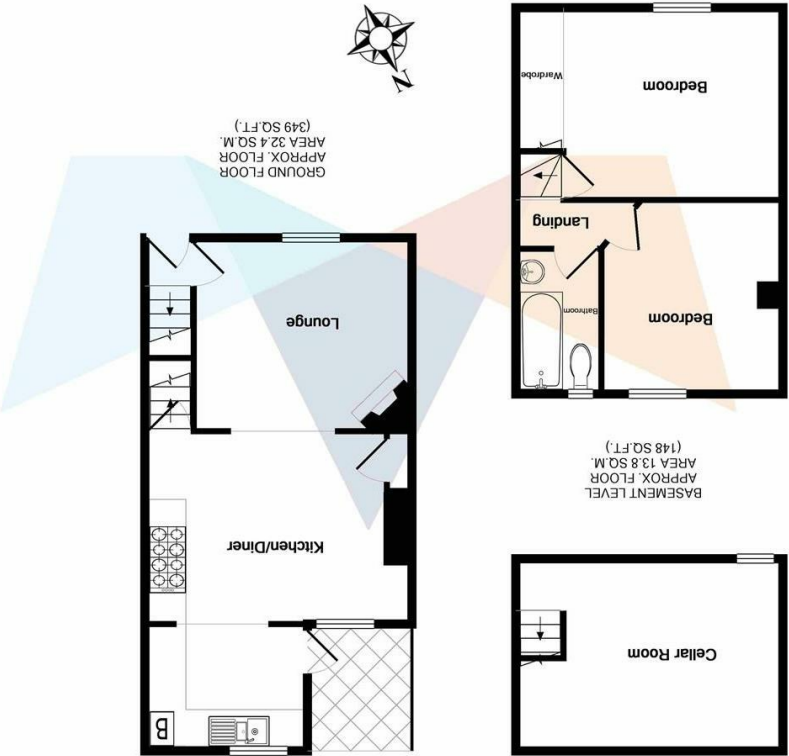 Cellar Room
BASEMENT LEVEL
APPROX. FLOOR
AREA 13.8 SQ.M.
(148 SQ.FT.)
Bedroom
Bathroom
Landing
Bedroom
Wardrobe
B
Kitchen/Diner
Lounge
GROUND FLOOR
APPROX. FLOOR
AREA 32.4 SQ.M.
(349 SQ.FT.)
N